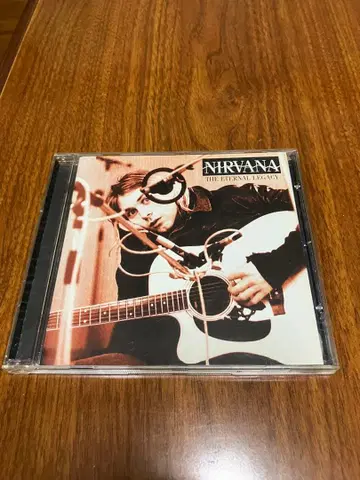 NIRVANA
THE ETERNAL LEGACY